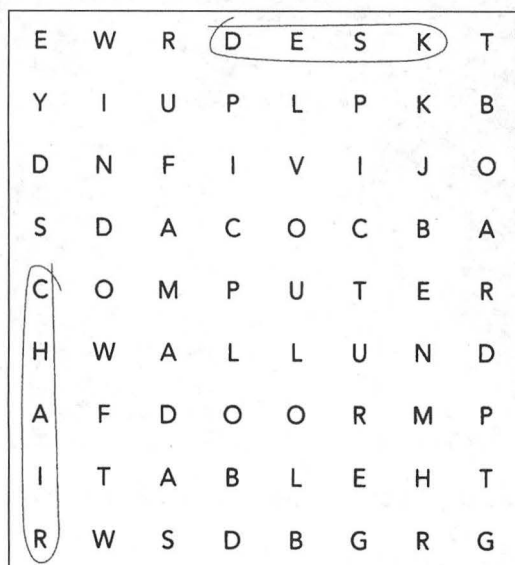 E W R D E S K T
Y I U P L P K B
D N F I V I J O
S D A C O C B A
C O M P U T E R
H W A L L U N D
A F D O O R M P
I T A B L E H T
R W S D B G R G